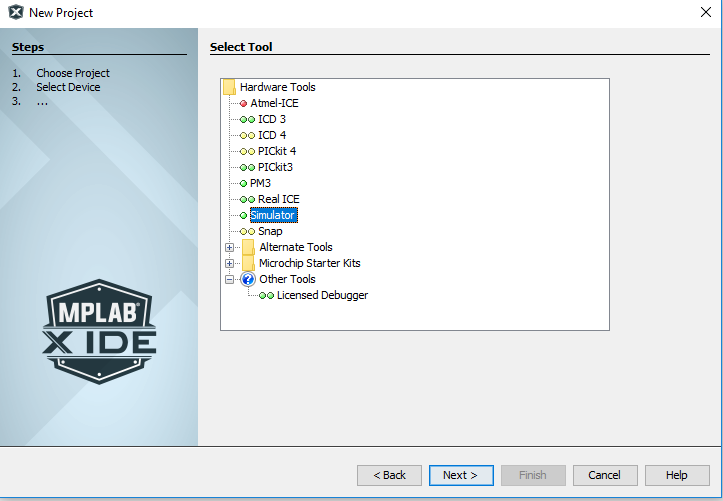 New Project
Steps
1. Choose Project
2. Select Device
3. ...
MPLAB®
X IDE
Select Tool
Hardware Tools
Atmel-ICE
ICD 3
ICD 4
PICkit 4
PICkit3
PM3
Real ICE
Simulator
Snap
Alternate Tools
Microchip Starter Kits
Other Tools
Licensed Debugger
< Back Next > Finish Cancel Help